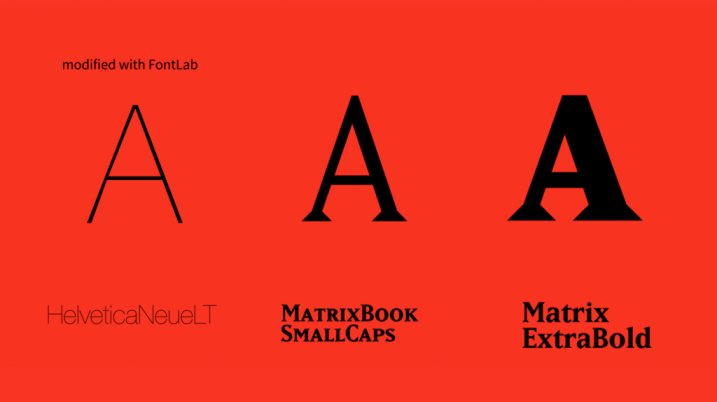 modified with FontLab
A A A
HelveticaNeueLT
MatrixBook
SmallCaps
Matrix
ExtraBold